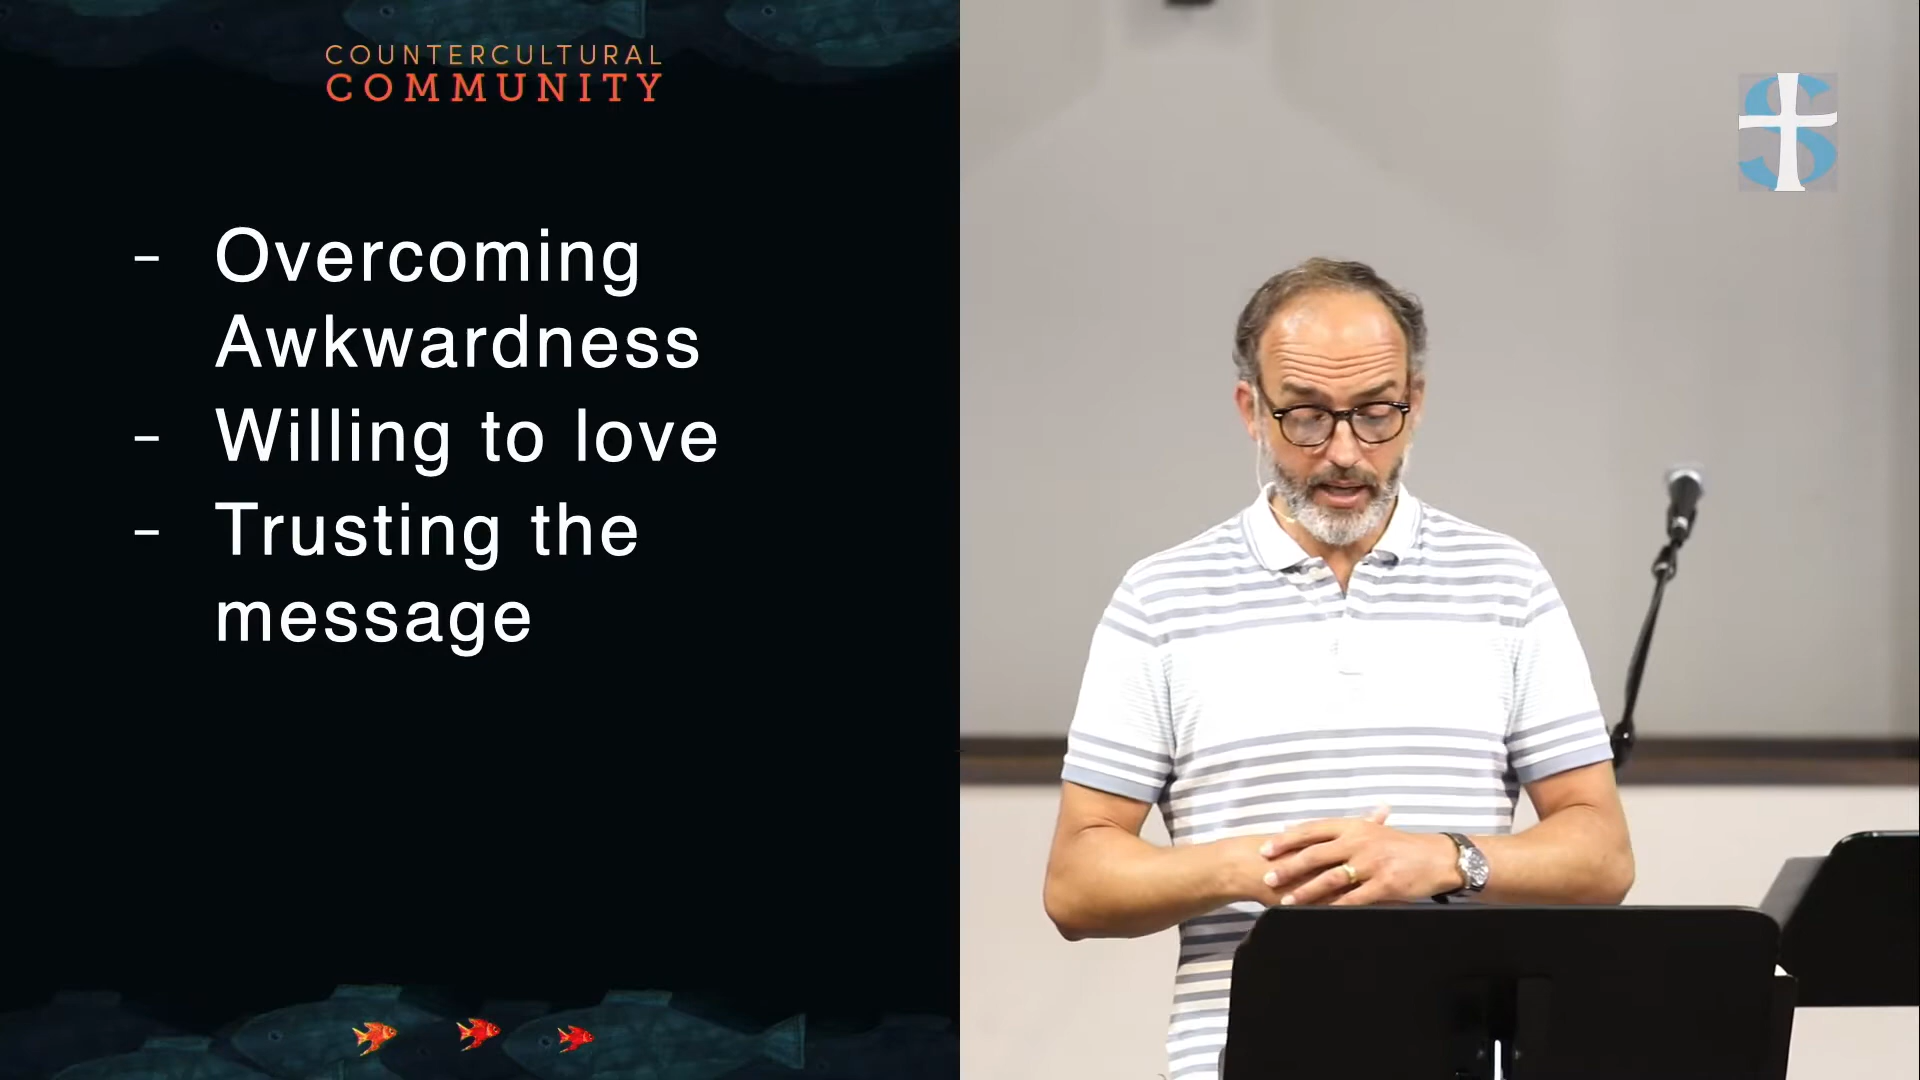 COUNTERCULTURAL
COMMUNITY
- Overcoming
Awkwardness
- Willing to love
- Trusting the
message
S